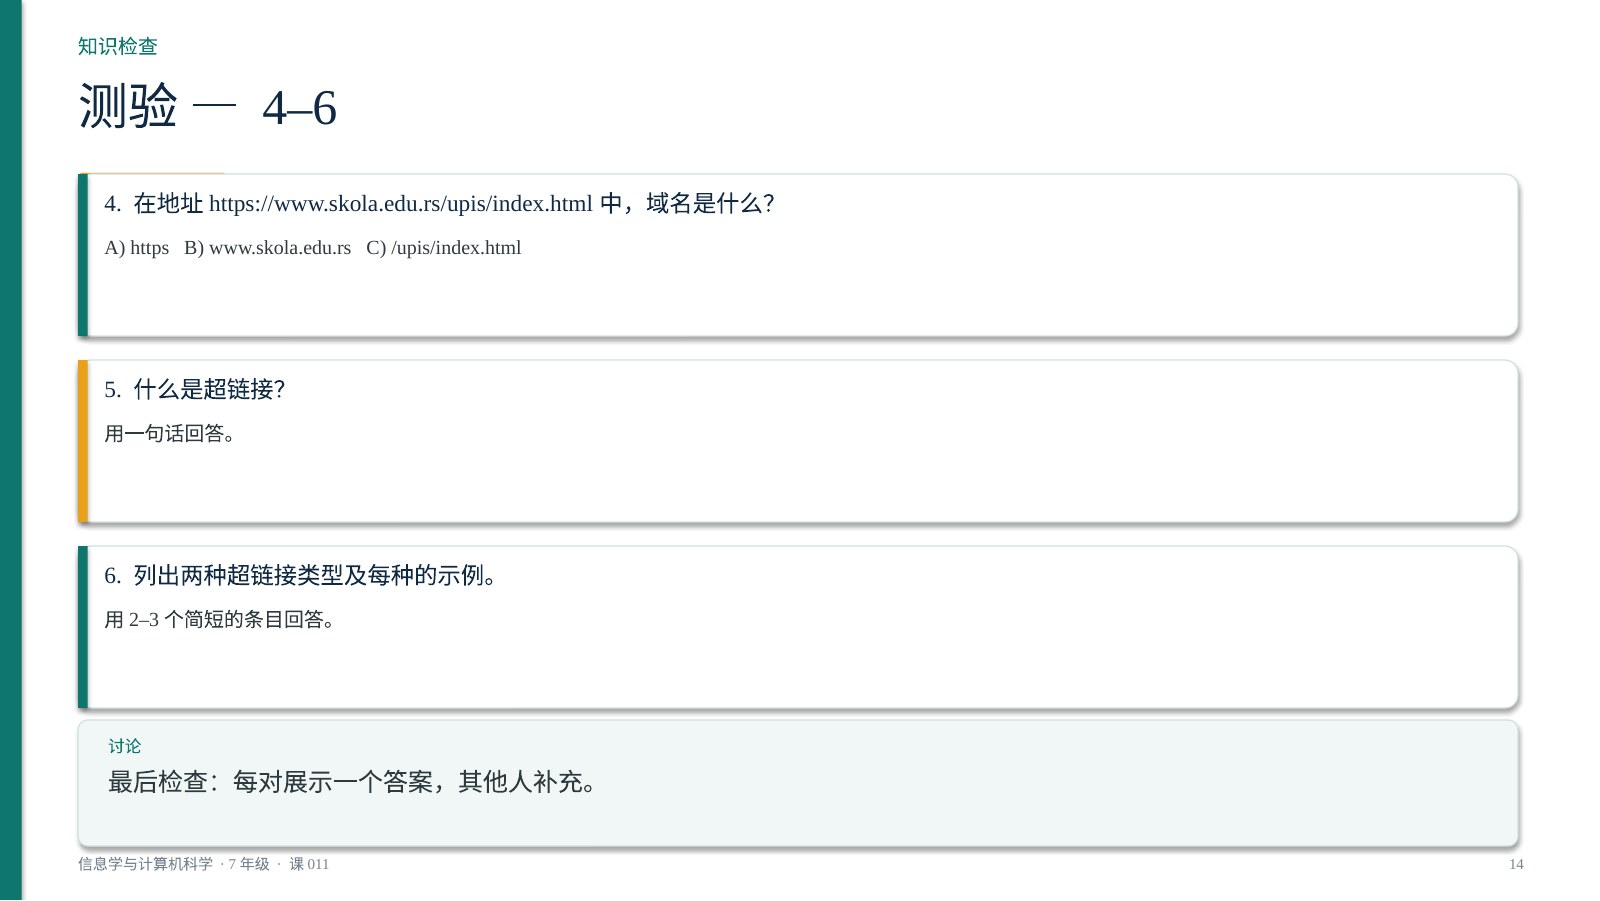 知识检查
测验 — 4–6
4. 在地址 https://www.skola.edu.rs/upis/index.html 中，域名是什么？
A) https B) www.skola.edu.rs C) /upis/index.html
5. 什么是超链接？
用一句话回答。
6. 列出两种超链接类型及每种的示例。
用 2–3 个简短的条目回答。
讨论
最后检查：每对展示一个答案，其他人补充。
信息学与计算机科学 · 7 年级 · 课 011
14